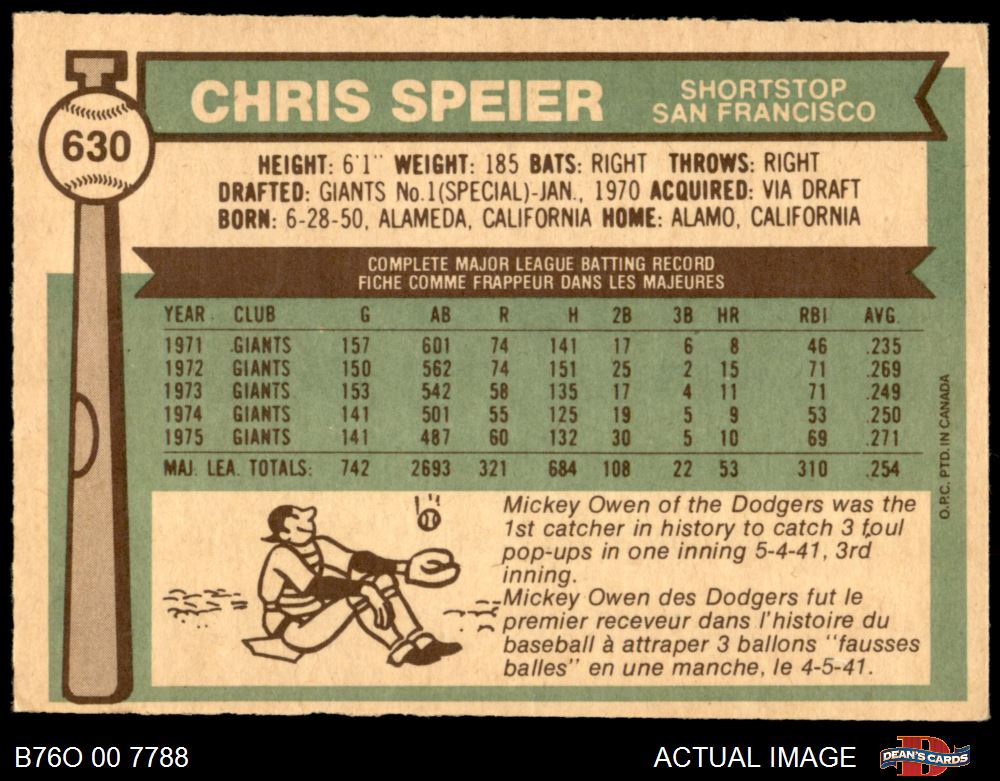 630
CHRIS SPEIER
SHORTSTOP
SAN FRANCISCO
HEIGHT: 6'1" WEIGHT: 185 BATS: RIGHT THROWS: RIGHT
DRAFTED: GIANTS No.1(SPECIAL)-JAN., 1970 ACQUIRED: VIA DRAFT
BORN: 6-28-50, ALAMEDA, CALIFORNIA HOME: ALAMO, CALIFORNIA
COMPLETE MAJOR LEAGUE BATTING RECORD
FICHE COMME FRAPPEUR DANS LES MAJEURES
YEAR CLUB G AB R H 2B 3B HR RBI AVG.
1971 GIANTS 157 601 74 141 17 6 8 46 .235
1972 GIANTS 150 562 74 151 25 2 15 71 .269
1973 GIANTS 153 542 58 135 17 4 11 71 .249
1974 GIANTS 141 501 55 125 19 5 9 53 .250
1975 GIANTS 141 487 60 132 30 5 10 69 .271
MAJ. LEA. TOTALS: 742 2693 321 684 108 22 53 310 .254
O.P.C. PTD. IN CANADA
Mickey Owen of the Dodgers was the
1st catcher in history to catch 3 foul
pop-ups in one inning 5-4-41, 3rd
inning.
Mickey Owen des Dodgers fut le
premier receveur dans l'histoire du
baseball à attraper 3 ballons "fausses
balles" en une manche, le 4-5-41.
B76O 00 7788
ACTUAL IMAGE
DEAN'S CARDS